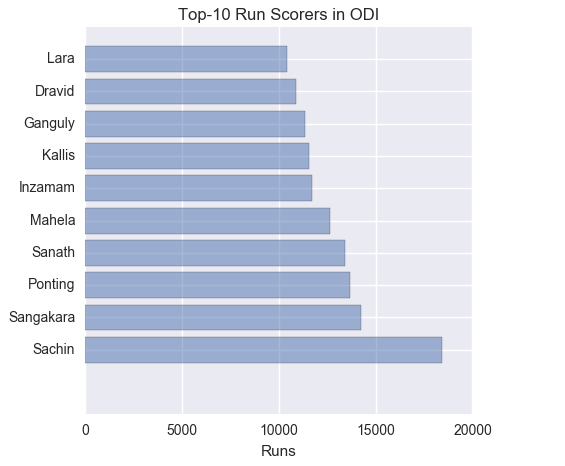 Top-10 Run Scorers in ODI
Lara
Dravid
Ganguly
Kallis
Inzamam
Mahela
Sanath
Ponting
Sangakara
Sachin
0 5000 10000 15000 20000
Runs